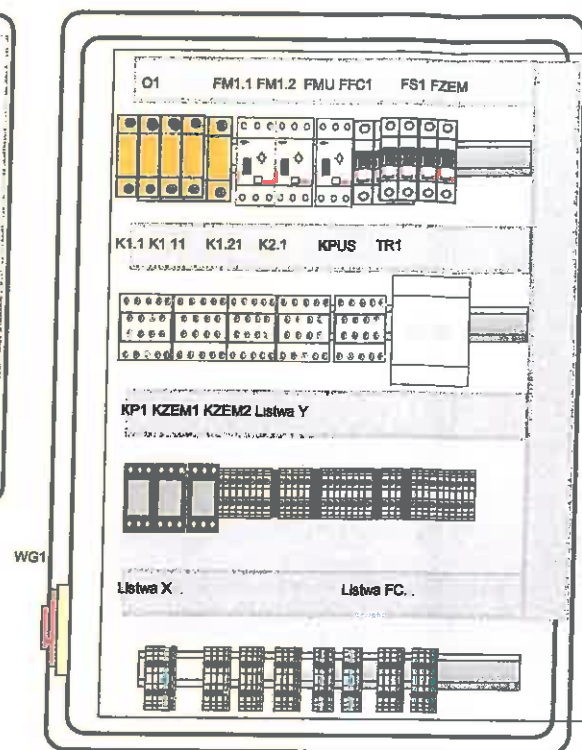 O1 FM1.1 FM1.2 FMU FFC1 FS1 FZEM
K1.1 K1 11 K1.21 K2.1 KPUS TR1
KP1 KZEM1 KZEM2 Listwa Y
WG1
Listwa X . Listwa FC. .